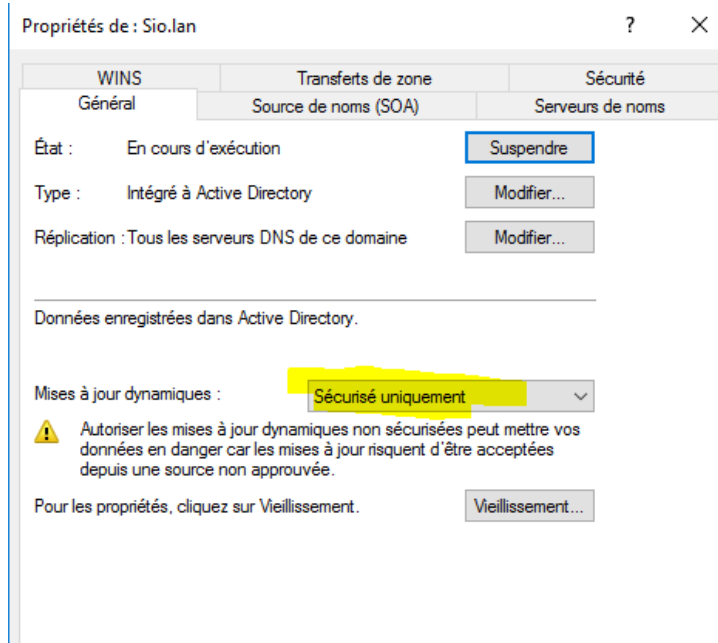 Propriétés de : Sio.lan ? ×
WINS Transferts de zone Sécurité
Général Source de noms (SOA) Serveurs de noms
État : En cours d'exécution Suspendre
Type : Intégré à Active Directory Modifier...
Réplication : Tous les serveurs DNS de ce domaine Modifier...
Données enregistrées dans Active Directory.
Mises à jour dynamiques : Sécurisé uniquement
Autoriser les mises à jour dynamiques non sécurisées peut mettre vos
données en danger car les mises à jour risquent d'être acceptées
depuis une source non approuvée.
Pour les propriétés, cliquez sur Vieillissement. Vieillissement...